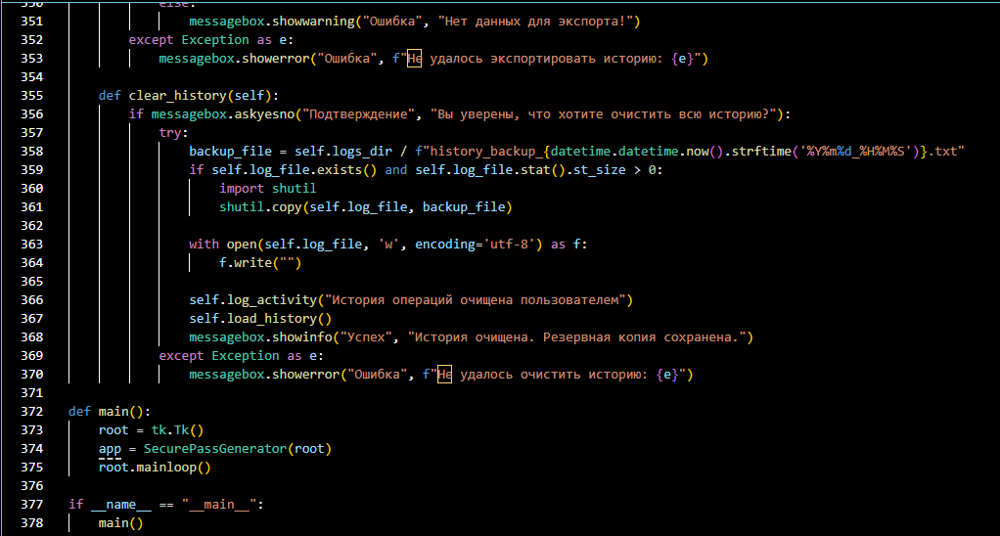 350 else:
351 messagebox.showwarning("Ошибка", "Нет данных для экспорта!")
352 except Exception as e:
353 messagebox.showerror("Ошибка", f"Не удалось экспортировать историю: {e}")
354
355 def clear_history(self):
356 if messagebox.askyesno("Подтверждение", "Вы уверены, что хотите очистить всю историю?"):
357 try:
358 backup_file = self.logs_dir / f"history_backup_{datetime.datetime.now().strftime('%Y%m%d_%H%M%S')}.txt"
359 if self.log_file.exists() and self.log_file.stat().st_size > 0:
360 import shutil
361 shutil.copy(self.log_file, backup_file)
362
363 with open(self.log_file, 'w', encoding='utf-8') as f:
364 f.write("")
365
366 self.log_activity("История операций очищена пользователем")
367 self.load_history()
368 messagebox.showinfo("Успех", "История очищена. Резервная копия сохранена.")
369 except Exception as e:
370 messagebox.showerror("Ошибка", f"Не удалось очистить историю: {e}")
371
372 def main():
373 root = tk.Tk()
374 app = SecurePassGenerator(root)
375 root.mainloop()
376
377 if __name__ == "__main__":
378 main()